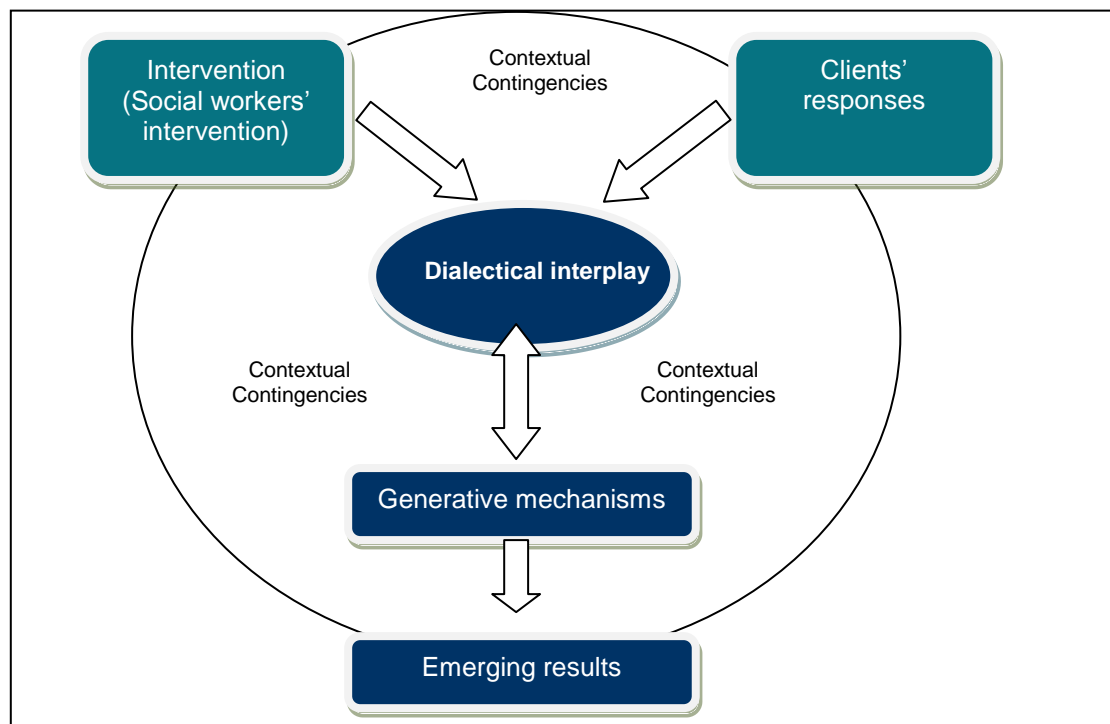 Intervention
(Social workers’
intervention)
Contextual
Contingencies
Clients’
responses
Dialectical interplay
Contextual
Contingencies
Contextual
Contingencies
Generative mechanisms
Emerging results